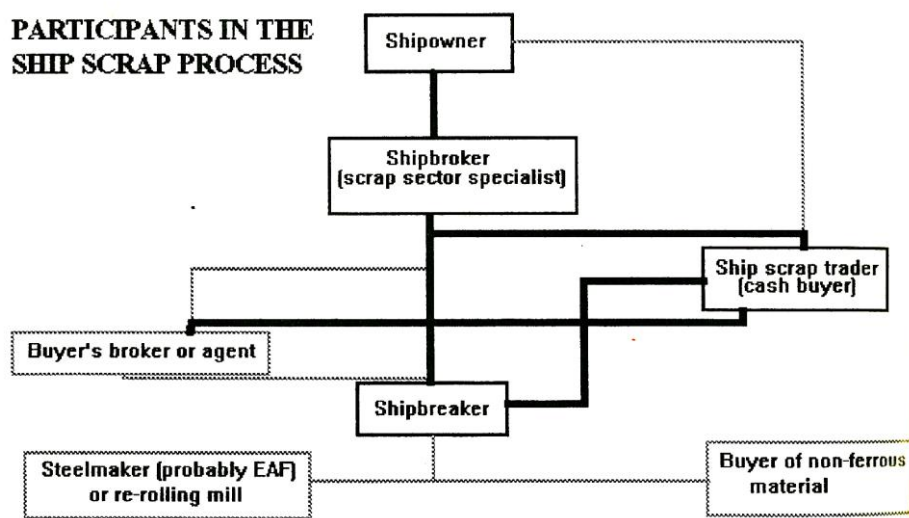 PARTICIPANTS IN THE
SHIP SCRAP PROCESS
Shipowner
Shipbroker
(scrap sector specialist)
Ship scrap trader
(cash buyer)
Buyer's broker or agent
Shipbreaker
Steelmaker (probably EAF)
or re-rolling mill
Buyer of non-ferrous
material